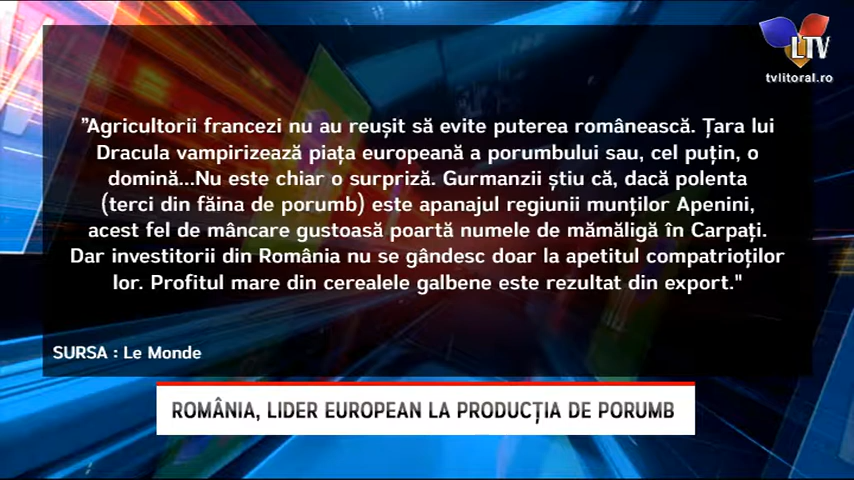 LTV
tvlitoral.ro
”Agricultorii francezi nu au reușit să evite puterea românească. Țara lui
Dracula vampirizează piața europeană a porumbului sau, cel puțin, o
domină...Nu este chiar o surpriză. Gurmanzii știu că, dacă polenta
(terci din făina de porumb) este apanajul regiunii munților Apenini,
acest fel de mâncare gustoasă poartă numele de mămăligă în Carpați.
Dar investitorii din România nu se gândesc doar la apetitul compatrioților
lor. Profitul mare din cerealele galbene este rezultat din export."
SURSA : Le Monde
ROMÂNIA, LIDER EUROPEAN LA PRODUCȚIA DE PORUMB